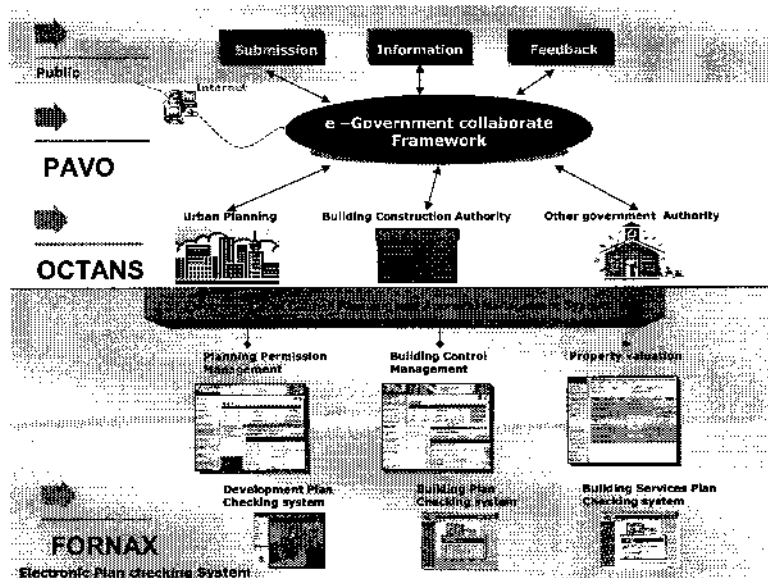 Submission
Information
Feedback
Public
Internet
e –Government collaborate
Framework
PAVO
Urban Planning
Building Construction Authority
Other government Authority
OCTANS
Planning Permission
Management
Building Control
Management
Property valuation
Development Plan
Checking system
Building Plan
Checking system
Building Services Plan
Checking system
FORNAX
Electronic Plan checking System